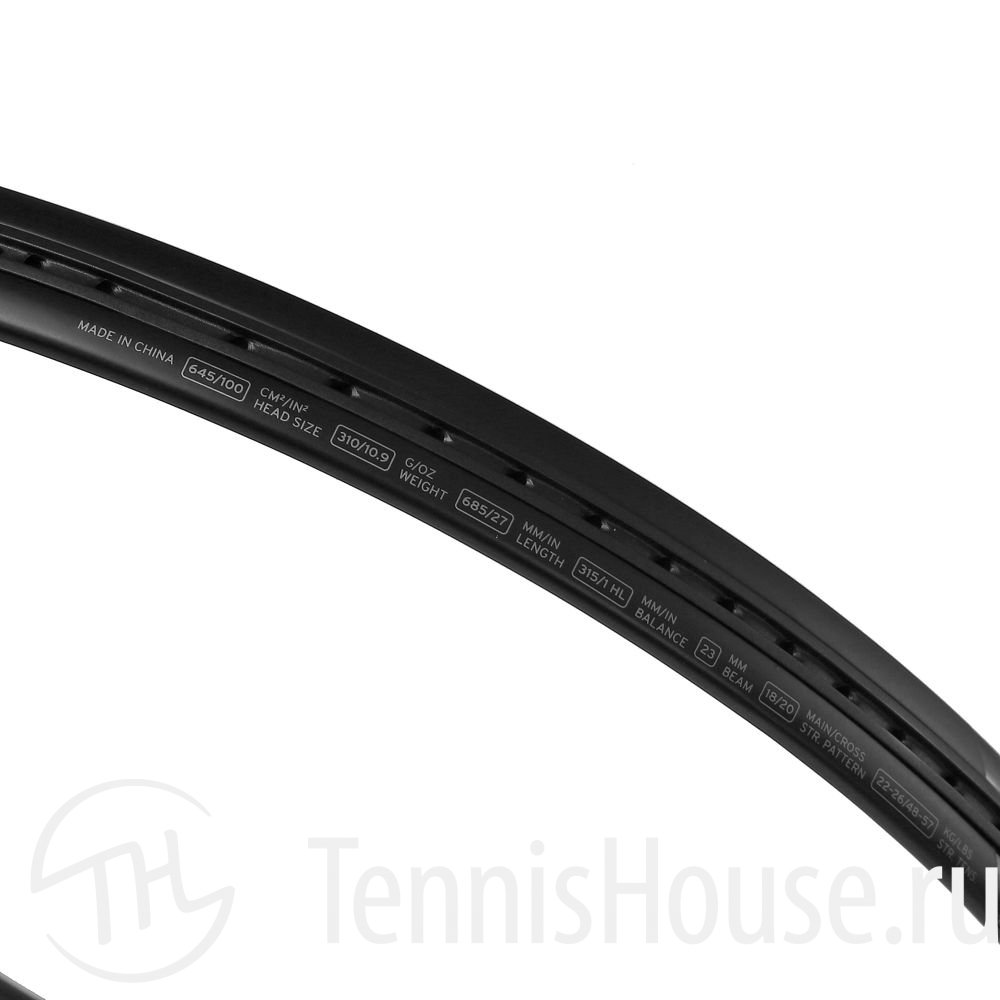 MADE IN CHINA
645/100
CM²/IN²
HEAD SIZE
310/10.9
G/OZ
WEIGHT
685/27
MM/IN
LENGTH
315/1 HL
MM/IN
BALANCE
23
MM
BEAM
18/20
MAIN/CROSS
STR. PATTERN
22-26/48-57
KG/LBS
STR. TENS
TH
TennisHouse.ru